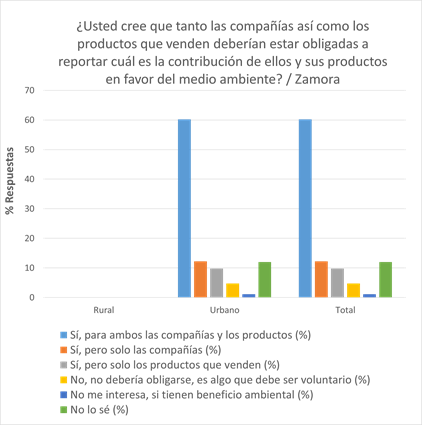 ¿Usted cree que tanto las compañías así como los
productos que venden deberían estar obligadas a
reportar cuál es la contribución de ellos y sus productos
en favor del medio ambiente? / Zamora
70
60
50
40
30
20
10
0
% Respuestas
Rural
Urbano
Total
Sí, para ambos las compañías y los productos (%)
Sí, pero solo las compañías (%)
Sí, pero solo los productos que venden (%)
No, no debería obligarse, es algo que debe ser voluntario (%)
No me interesa, si tienen beneficio ambiental (%)
No lo sé (%)